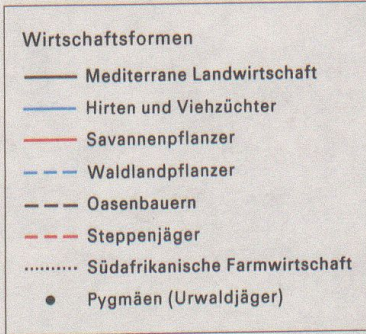 Wirtschaftsformen
Mediterrane Landwirtschaft
Hirten und Viehzüchter
Savannenpflanzer
Waldlandpflanzer
Oasenbauern
Steppenjäger
Südafrikanische Farmwirtschaft
Pygmäen (Urwaldjäger)